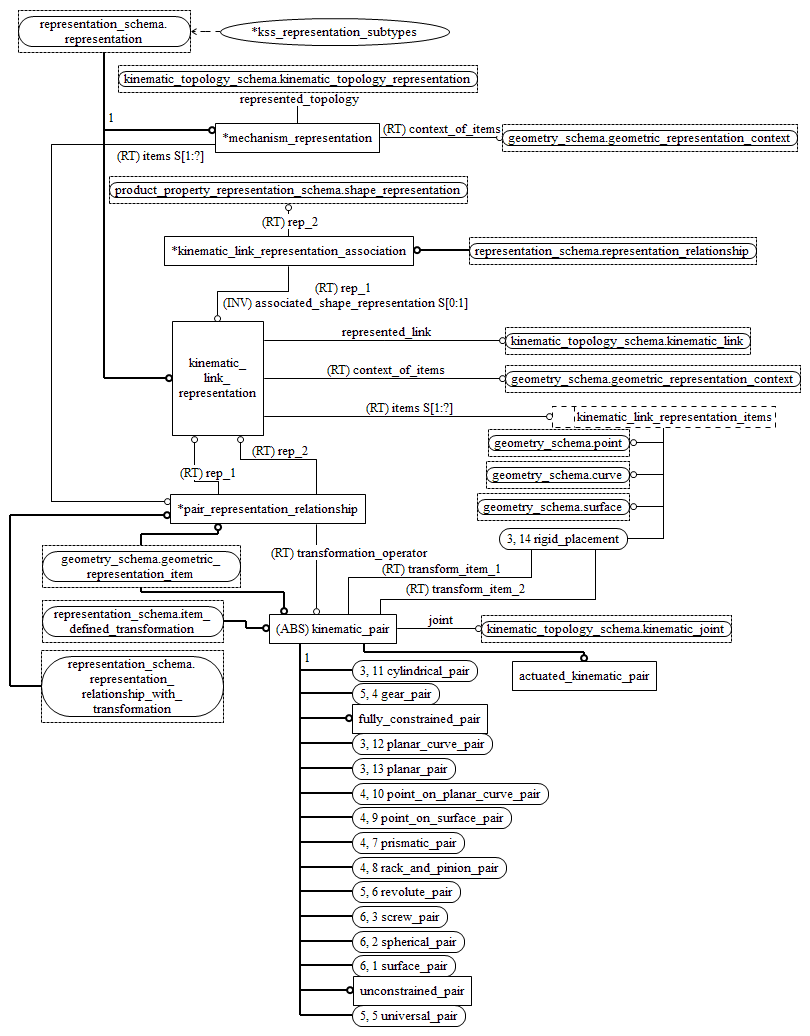 representation_schema.
representation
*kss_representation_subtypes
kinematic_topology_schema.kinematic_topology_representation
represented_topology
1
*mechanism_representation
(RT) context_of_items
geometry_schema.geometric_representation_context
(RT) items S[1:?]
product_property_representation_schema.shape_representation
(RT) rep_2
*kinematic_link_representation_association
representation_schema.representation_relationship
(RT) rep_1
(INV) associated_shape_representation S[0:1]
kinematic_
link_
representation
represented_link
kinematic_topology_schema.kinematic_link
(RT) context_of_items
geometry_schema.geometric_representation_context
(RT) items S[1:?]
kinematic_link_representation_items
geometry_schema.point
geometry_schema.curve
geometry_schema.surface
3, 14 rigid_placement
(RT) rep_2
(RT) rep_1
*pair_representation_relationship
geometry_schema.geometric_
representation_item
(RT) transformation_operator
(RT) transform_item_1
(RT) transform_item_2
representation_schema.item_
defined_transformation
(ABS) kinematic_pair
joint
kinematic_topology_schema.kinematic_joint
representation_schema.
representation_
relationship_with_
transformation
1
actuated_kinematic_pair
3, 11 cylindrical_pair
5, 4 gear_pair
fully_constrained_pair
3, 12 planar_curve_pair
3, 13 planar_pair
4, 10 point_on_planar_curve_pair
4, 9 point_on_surface_pair
4, 7 prismatic_pair
4, 8 rack_and_pinion_pair
5, 6 revolute_pair
6, 3 screw_pair
6, 2 spherical_pair
6, 1 surface_pair
unconstrained_pair
5, 5 universal_pair